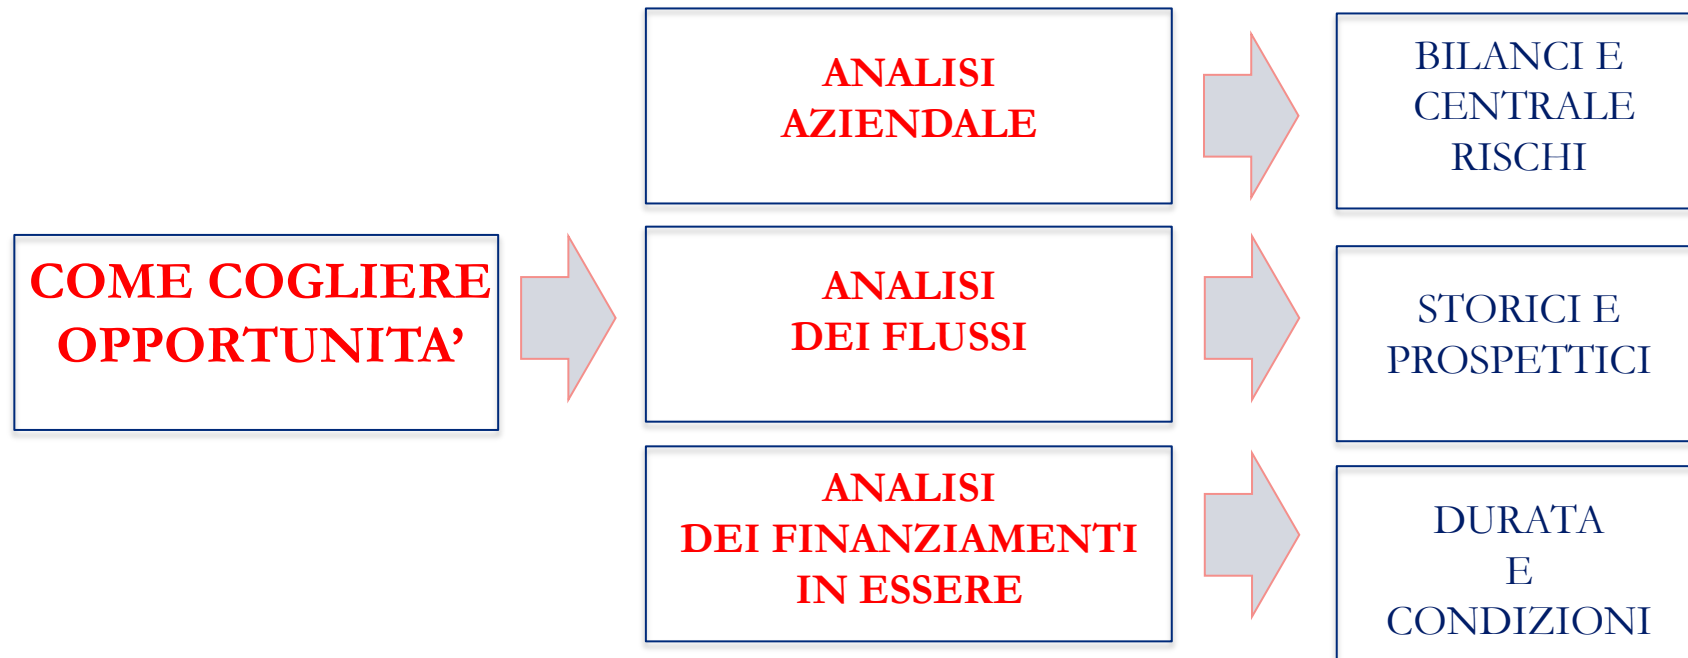 COME COGLIERE
OPPORTUNITA’
ANALISI
AZIENDALE
BILANCI E
CENTRALE
RISCHI
ANALISI
DEI FLUSSI
STORICI E
PROSPETTICI
ANALISI
DEI FINANZIAMENTI
IN ESSERE
DURATA
E
CONDIZIONI